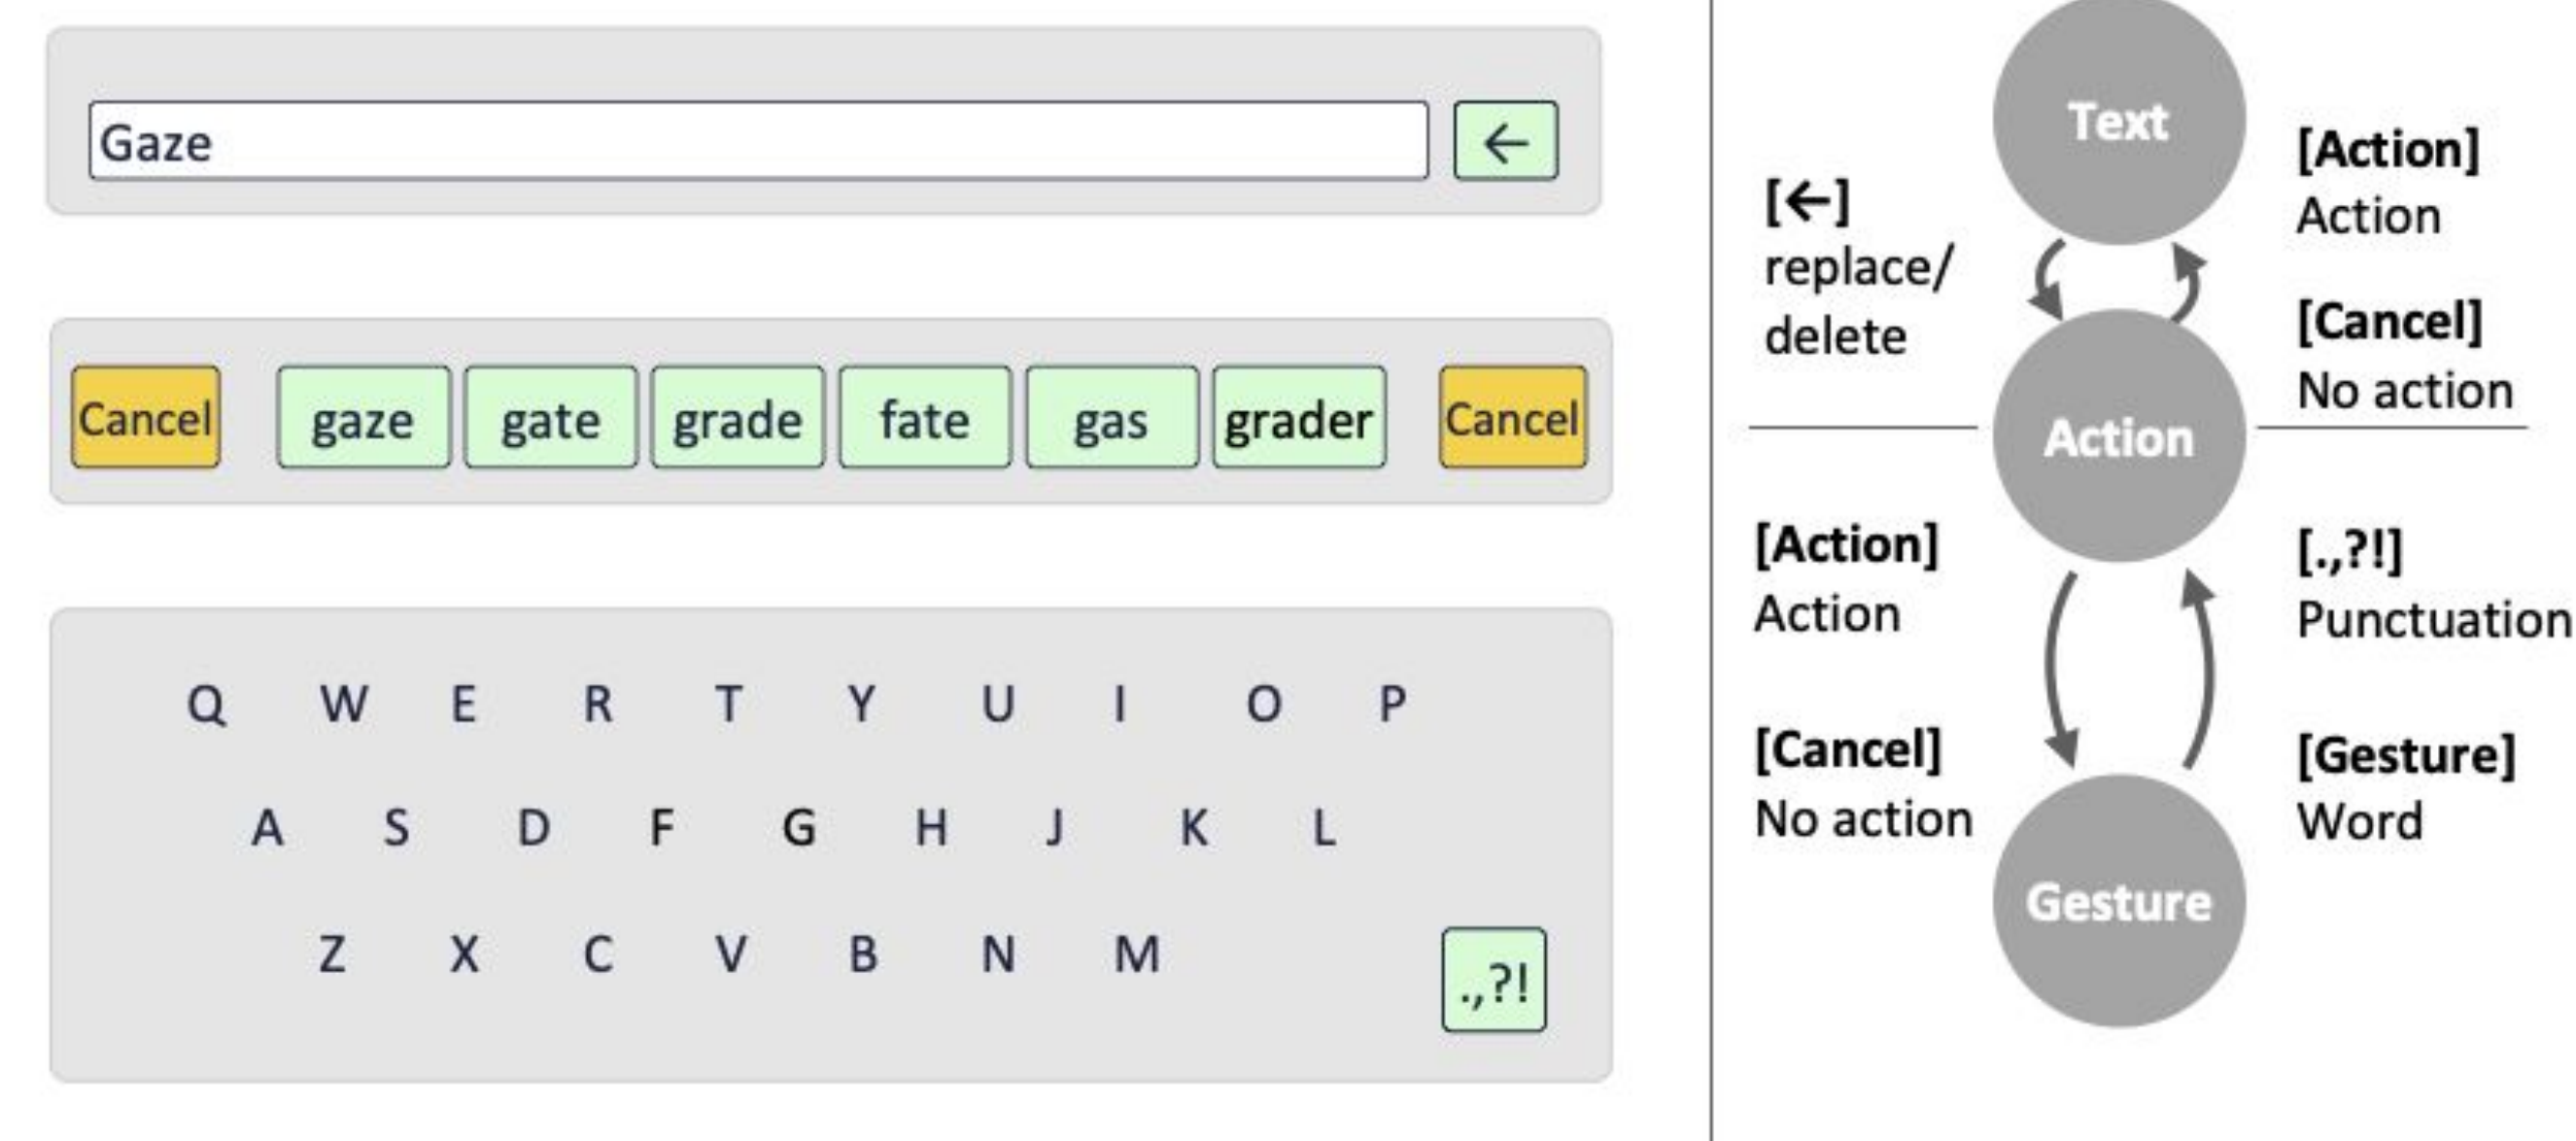 Gaze
←
Cancel gaze gate grade fate gas grader Cancel
Q W E R T Y U I O P
A S D F G H J K L
Z X C V B N M
.,?!
Text
[←]
replace/
delete
[Action]
Action
[Cancel]
No action
Action
[Action]
Action
[Cancel]
No action
[.,?!]
Punctuation
[Gesture]
Word
Gesture